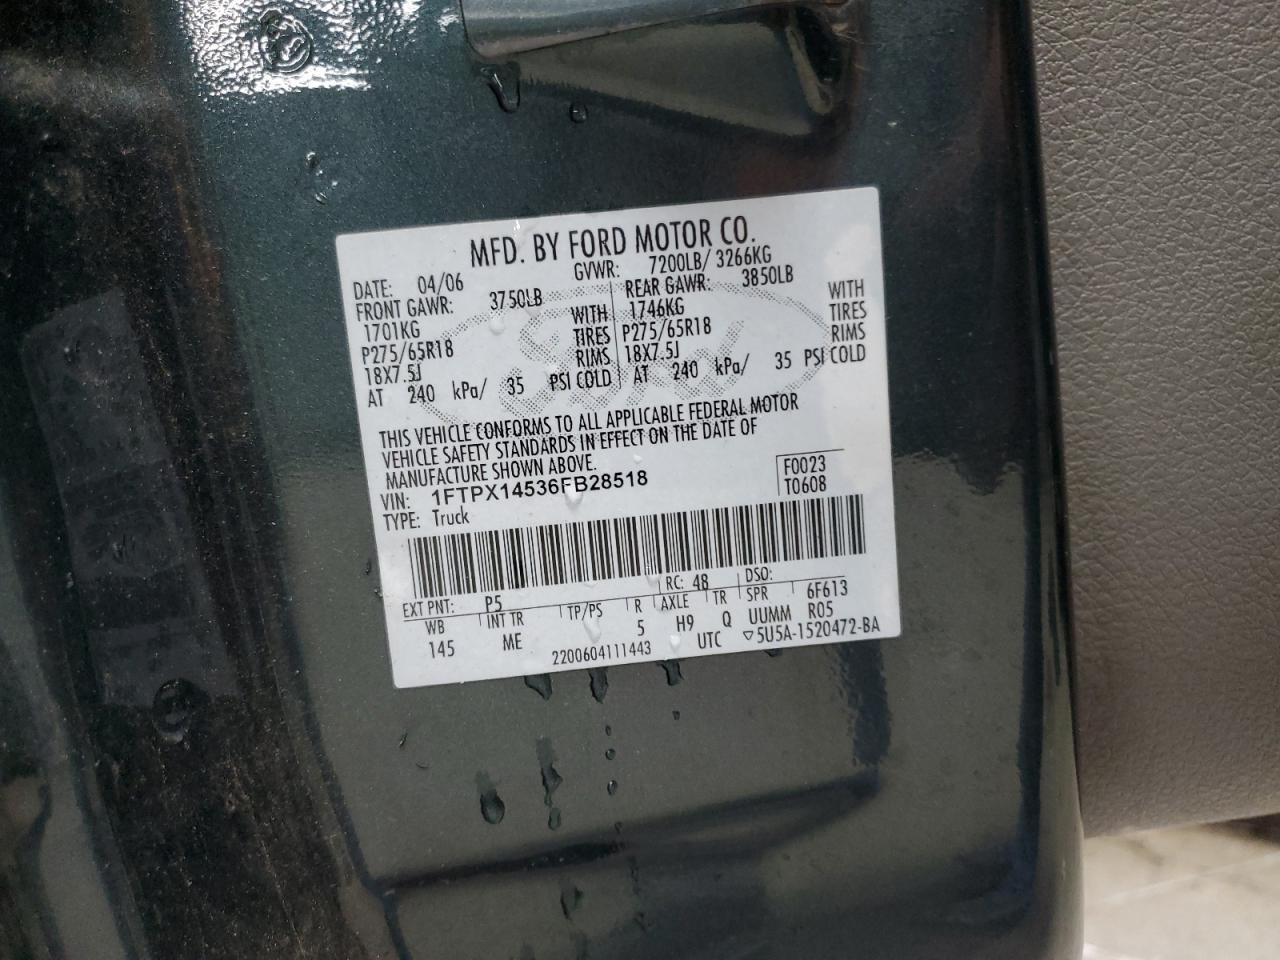 MFD. BY FORD MOTOR CO.
DATE: 04/06 GVWR: 7200LB/ 3266KG
FRONT GAWR: 3750LB REAR GAWR: 3850LB
1701KG WITH 1746KG WITH
P275/65R18 TIRES P275/65R18 TIRES
18X7.5J RIMS 18X7.5J RIMS
AT 240 kPa/ 35 PSI COLD AT 240 kPa/ 35 PSI COLD
THIS VEHICLE CONFORMS TO ALL APPLICABLE FEDERAL MOTOR
VEHICLE SAFETY STANDARDS IN EFFECT ON THE DATE OF
MANUFACTURE SHOWN ABOVE.
VIN: 1FTPX14536FB28518 F0023
TYPE: Truck T0608
EXT PNT: P5 RC: 48 DSO:
WB INT TR TP/PS R AXLE TR SPR 6F613
145 ME 5 H9 Q UUMM R05
2200604111443 UTC ▽5U5A-1520472-BA